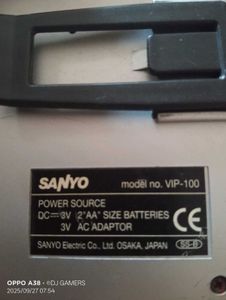 SANYO model no. VIP-100
POWER SOURCE
DC⎓3V 2"AA" SIZE BATTERIES
3V AC ADAPTOR
CE
SANYO Electric Co., Ltd. OSAKA, JAPAN SS-B
OPPO A38 • ©DJ GAMERS
2025/09/27 07:54